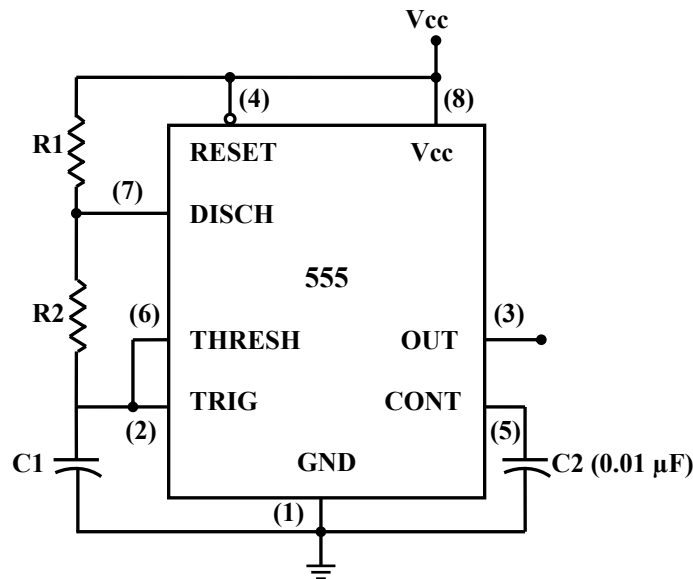 Vcc
(4)
(8)
R1
RESET
Vcc
(7)
DISCH
555
R2
(6)
(3)
THRESH
OUT
TRIG
CONT
(2)
(5)
C1
GND
C2 (0.01 µF)
(1)